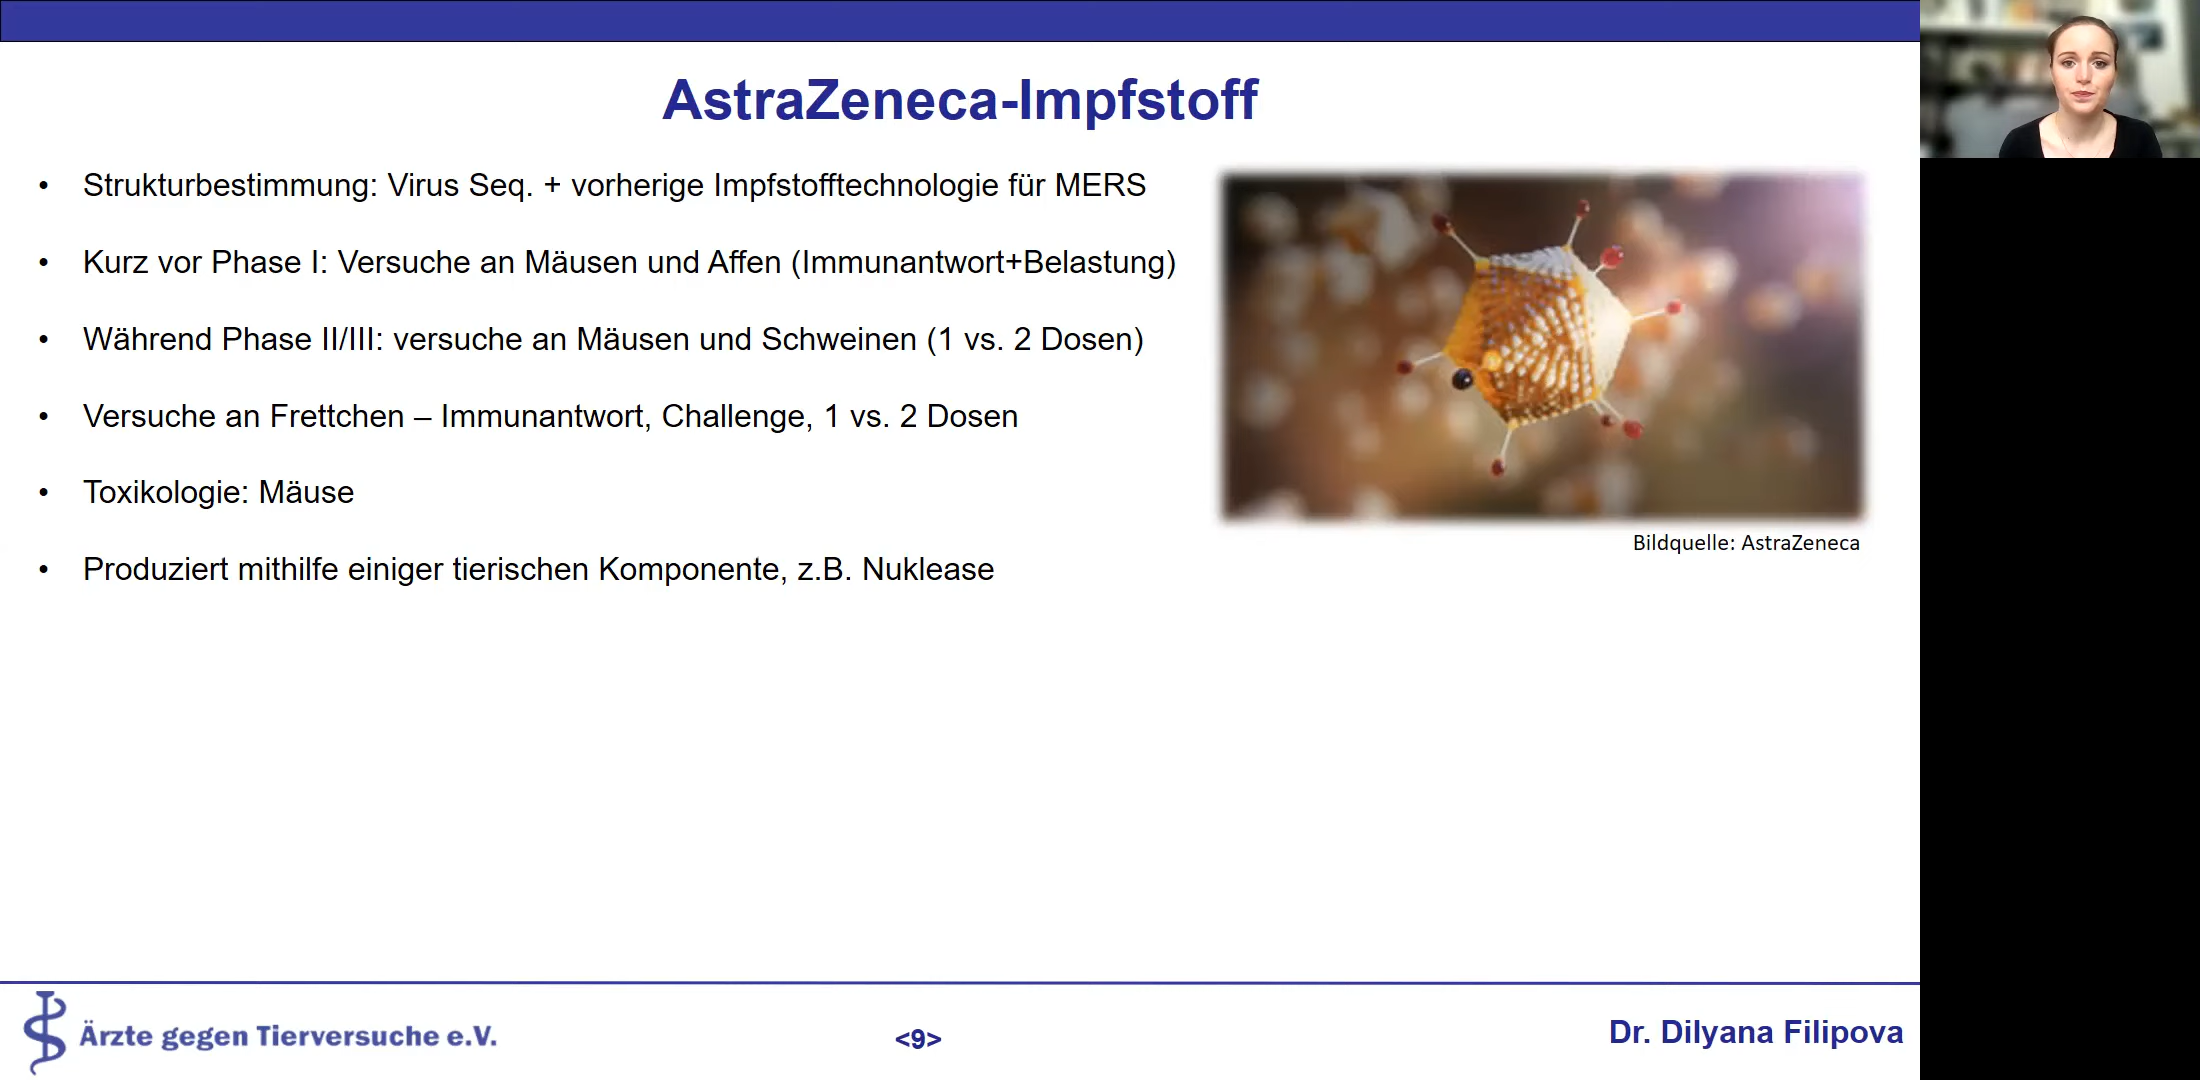 AstraZeneca-Impfstoff
• Strukturbestimmung: Virus Seq. + vorherige Impfstofftechnologie für MERS
• Kurz vor Phase I: Versuche an Mäusen und Affen (Immunantwort+Belastung)
• Während Phase II/III: versuche an Mäusen und Schweinen (1 vs. 2 Dosen)
• Versuche an Frettchen – Immunantwort, Challenge, 1 vs. 2 Dosen
• Toxikologie: Mäuse
• Produziert mithilfe einiger tierischen Komponente, z.B. Nuklease
Bildquelle: AstraZeneca
Ärzte gegen Tierversuche e.V.
<9>
Dr. Dilyana Filipova